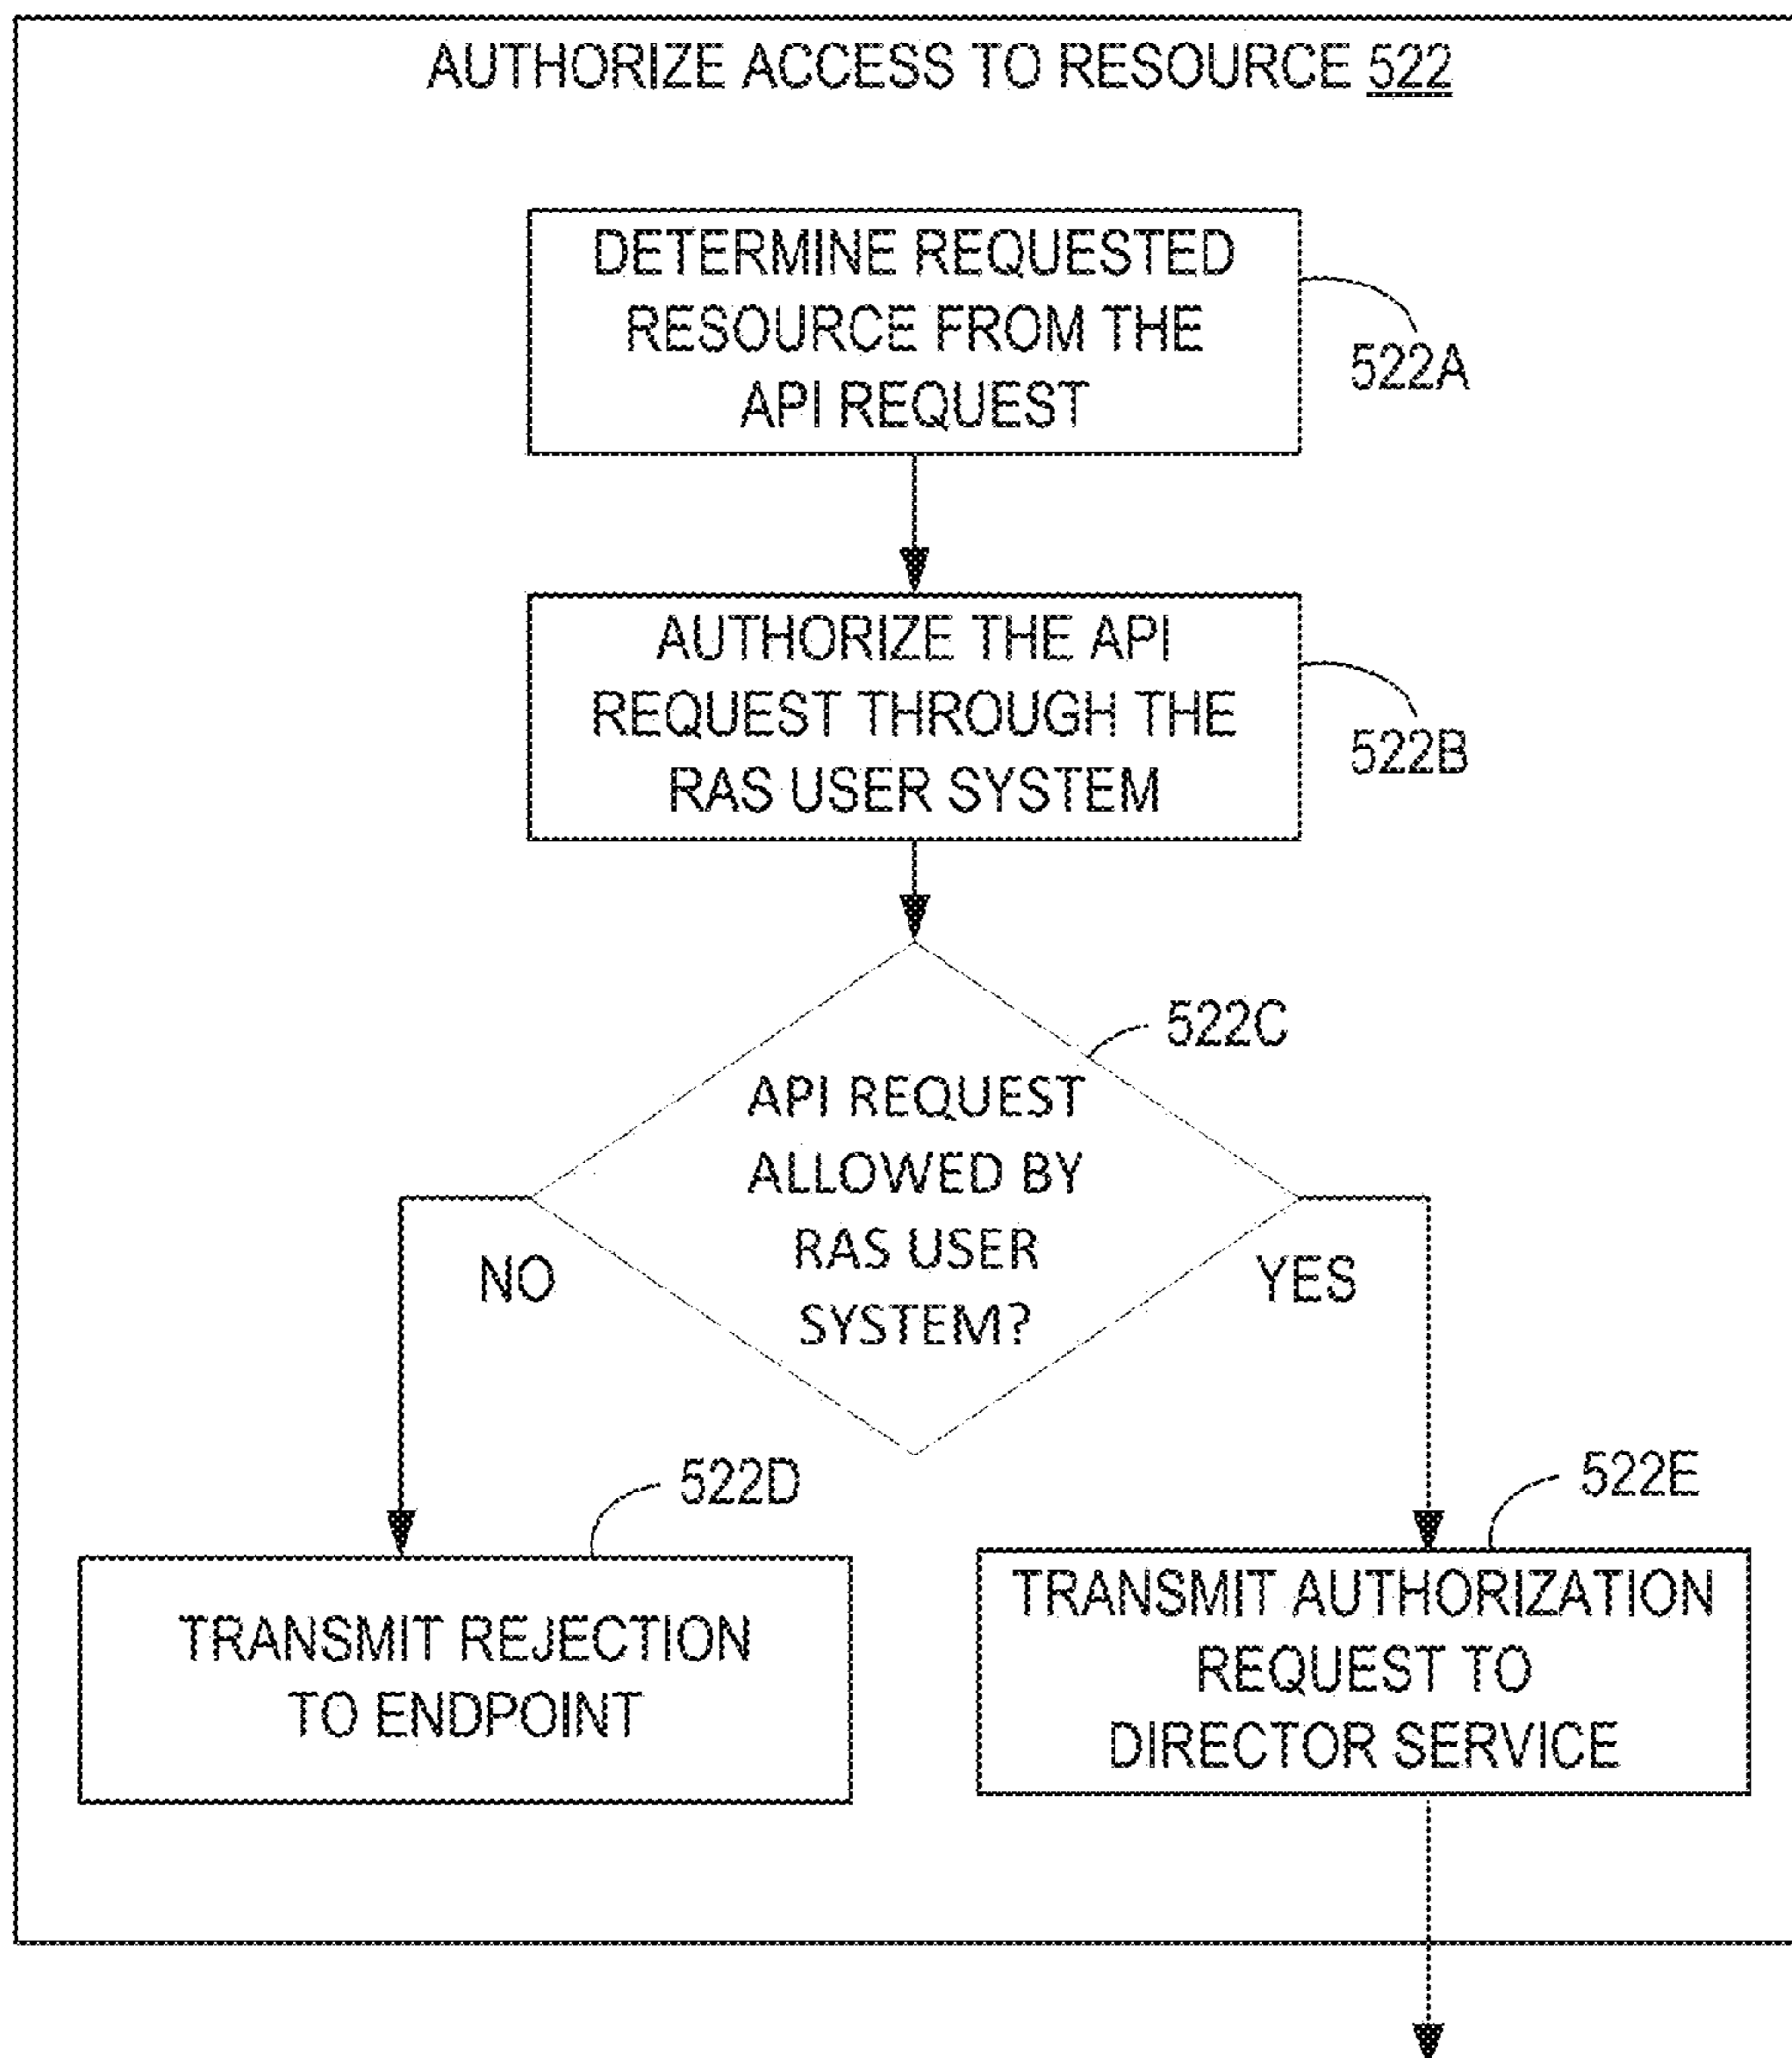 AUTHORIZE ACCESS TO RESOURCE 522
DETERMINE REQUESTED
RESOURCE FROM THE
API REQUEST
522A
AUTHORIZE THE API
REQUEST THROUGH THE
RAS USER SYSTEM
522B
522C
API REQUEST
ALLOWED BY
RAS USER
SYSTEM?
NO
YES
522D
522E
TRANSMIT REJECTION
TO ENDPOINT
TRANSMIT AUTHORIZATION
REQUEST TO
DIRECTOR SERVICE